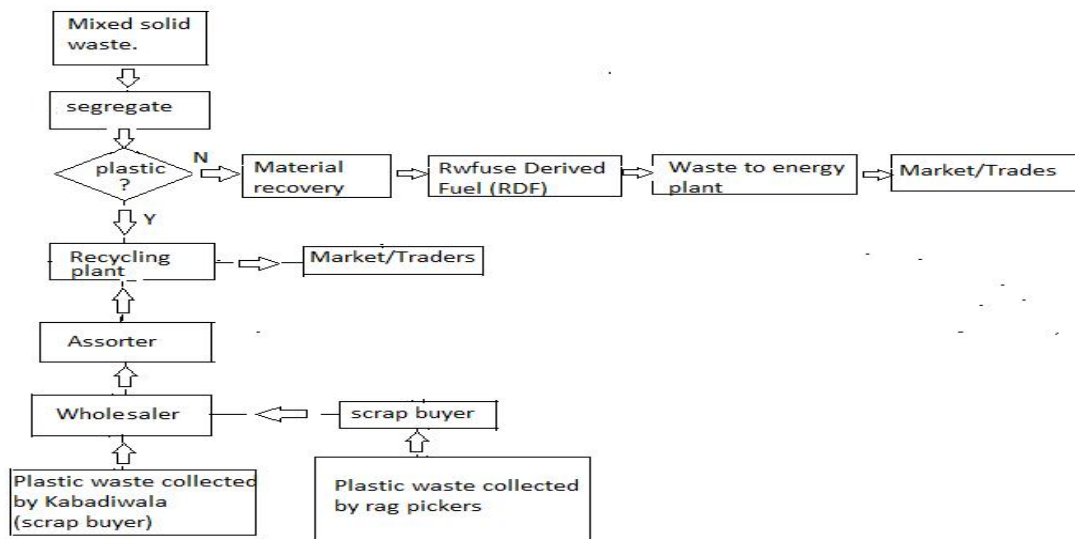 Mixed solid
waste.
segregate
plastic
?
N
Y
Material
recovery
Rwfuse Derived
Fuel (RDF)
Waste to energy
plant
Market/Trades
Recycling
plant
Market/Traders
Assorter
Wholesaler
scrap buyer
Plastic waste collected
by Kabadiwala
(scrap buyer)
Plastic waste collected
by rag pickers